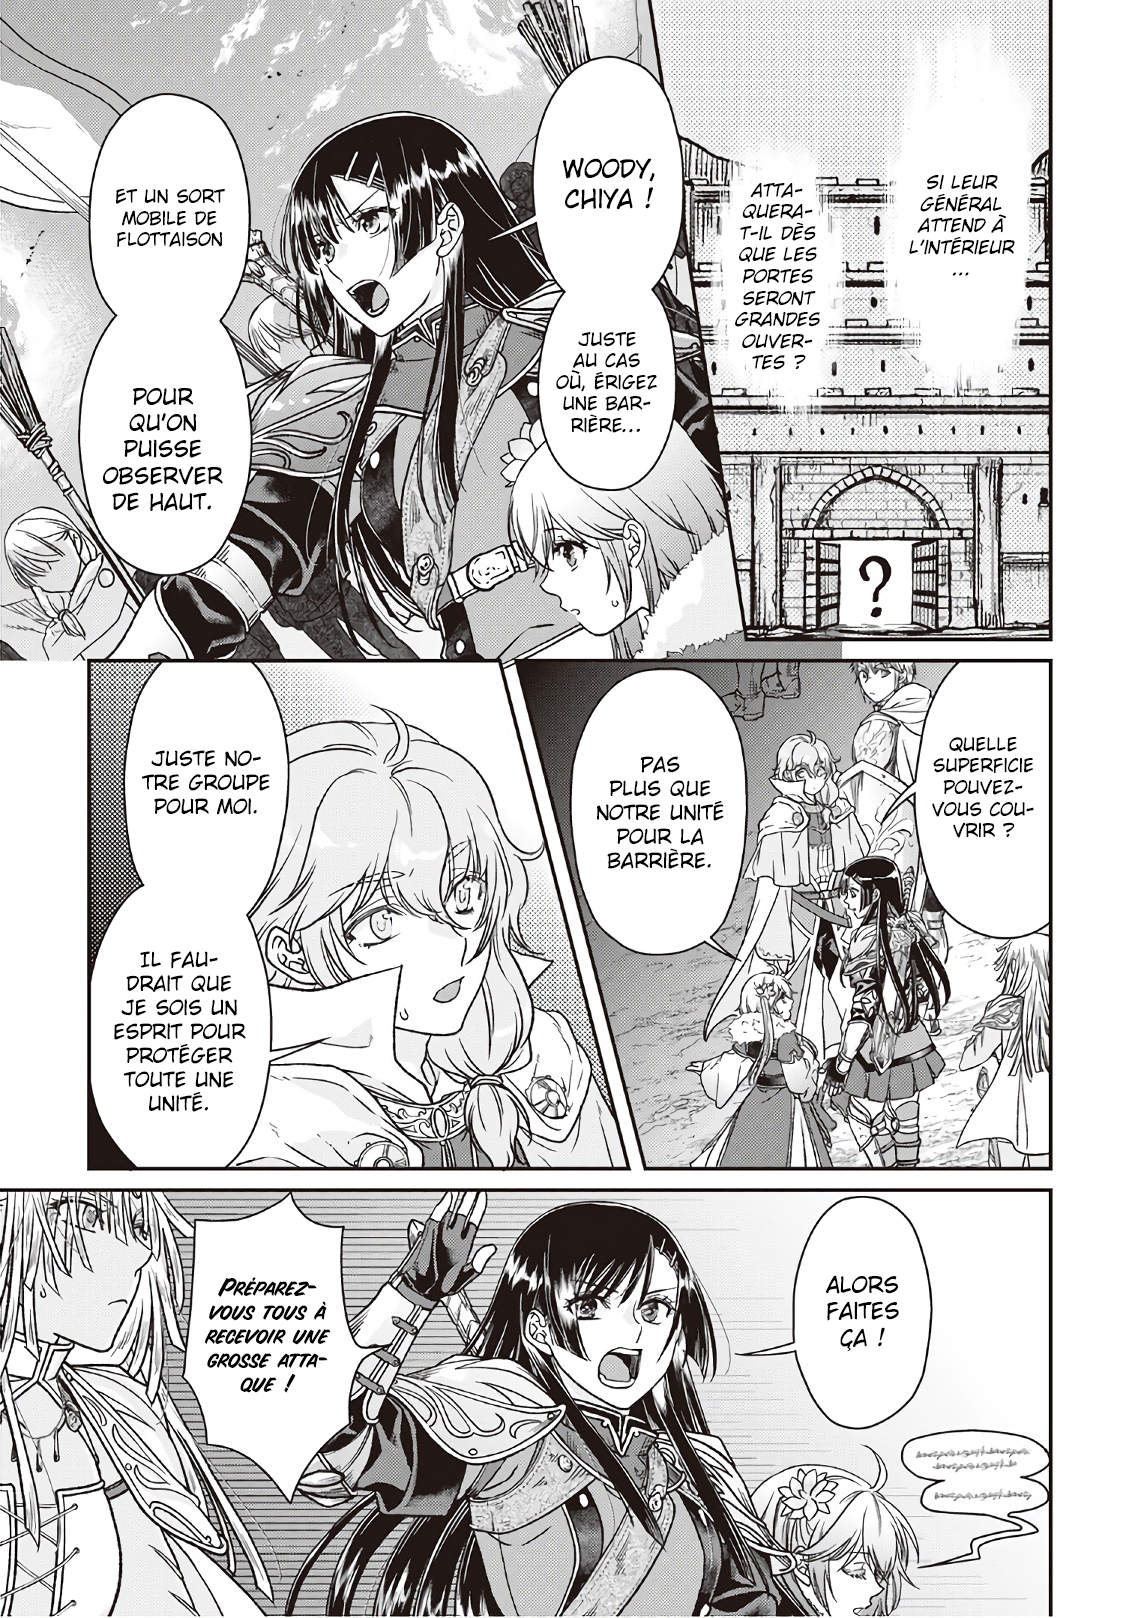 SI LEUR
GÉNÉRAL
ATTEND À
L'INTÉRIEUR
...
ATTA-
QUERA-
T-IL DÈS
QUE LES
PORTES
SERONT
GRANDES
OUVER-
TES ?
?
WOODY,
CHIYA !
JUSTE
AU CAS
OÙ, ÉRIGEZ
UNE BAR-
RIÈRE...
ET UN SORT
MOBILE DE
FLOTTAISON
POUR
QU'ON
PUISSE
OBSERVER
DE HAUT.
QUELLE
SUPERFICIE
POUVEZ-
VOUS COU-
VRIR ?
PAS
PLUS QUE
NOTRE UNITÉ
POUR LA
BARRIÈRE.
JUSTE NO-
TRE GROUPE
POUR MOI.
IL FAU-
DRAIT QUE
JE SOIS UN
ESPRIT POUR
PROTÉGER
TOUTE UNE
UNITÉ.
ALORS
FAITES
ÇA !
PRÉPAREZ-
VOUS TOUS À
RECEVOIR UNE
GROSSE ATTA-
QUE !